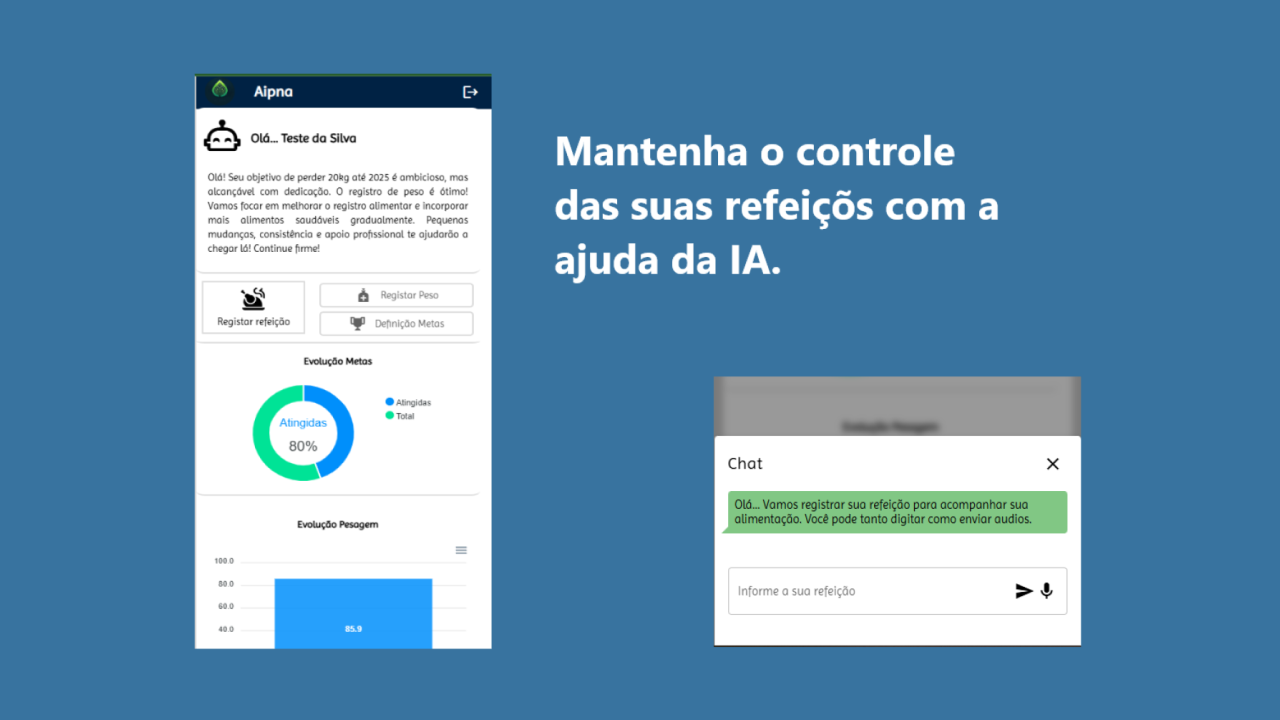 Aipna
Olá... Teste da Silva
Olá! Seu objetivo de perder 20kg até 2025 é ambicioso, mas
alcançável com dedicação. O registro de peso é ótimo!
Vamos focar em melhorar o registro alimentar e incorporar
mais alimentos saudáveis gradualmente. Pequenas
mudanças, consistência e apoio profissional te ajudarão a
chegar lá! Continue firme!
Registar refeição
Registar Peso
Definição Metas
Evolução Metas
Atingidas
80%
Atingidas
Total
Evolução Pesagem
100.0
80.0
60.0
40.0
85.9
Mantenha o controle
das suas refeiçõs com a
ajuda da IA.
Evolução Pesagem
Chat
Olá... Vamos registrar sua refeição para acompanhar sua
alimentação. Você pode tanto digitar como enviar audios.
Informe a sua refeição